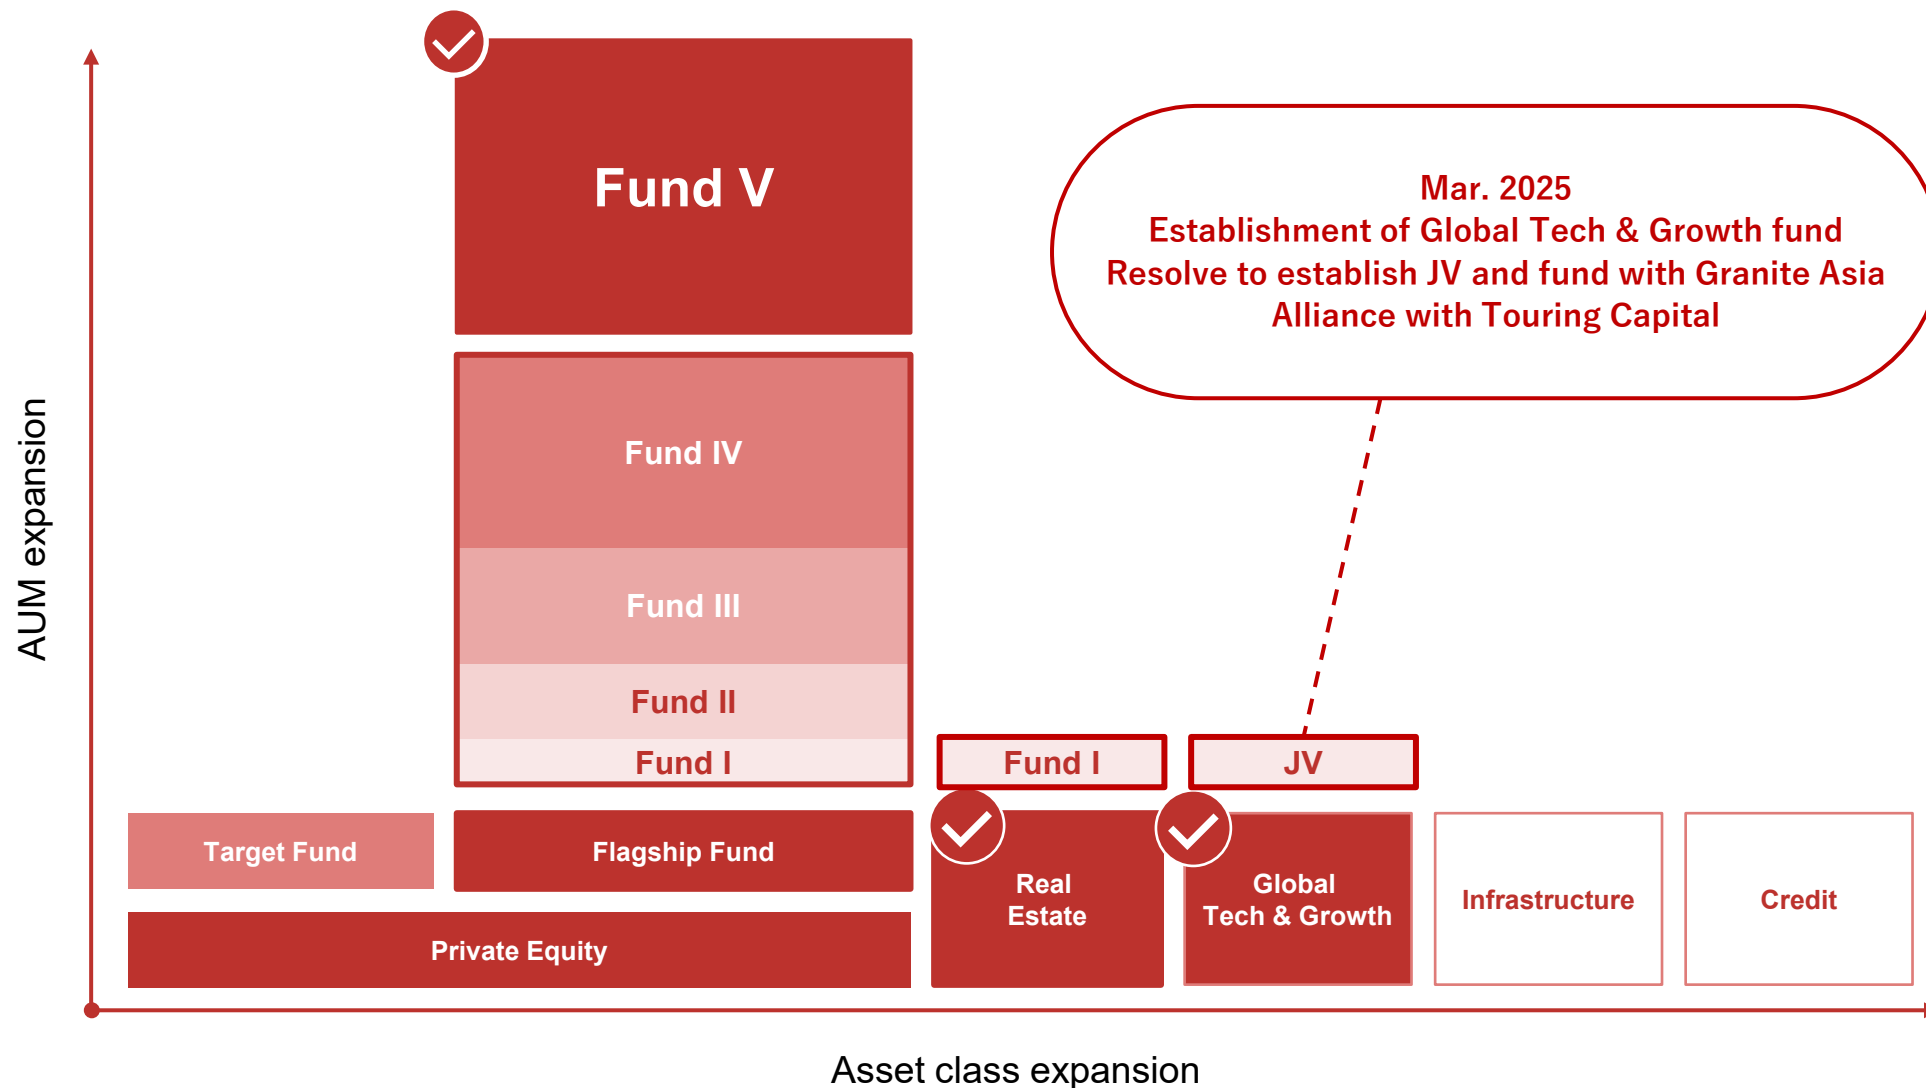 Fund V
Mar. 2025
Establishment of Global Tech & Growth fund
Resolve to establish JV and fund with Granite Asia
Alliance with Touring Capital
AUM expansion
Fund IV
Fund III
Fund II
Fund I
Fund I
JV
Target Fund
Flagship Fund
Real
Estate
Global
Tech & Growth
Infrastructure
Credit
Private Equity
Asset class expansion